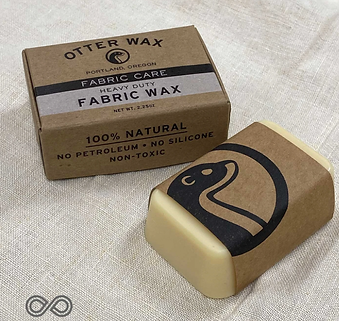 OTTER WAX
PORTLAND, OREGON
FABRIC CARE
HEAVY DUTY
FABRIC WAX
NET WT. 2.25OZ
100% NATURAL
NO PETROLEUM • NO SILICONE
NON-TOXIC